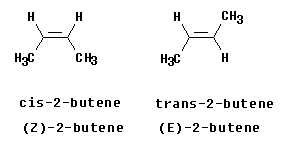 H H H CH3
H3C CH3 H3C H
cis-2-butene trans-2-butene
(Z)-2-butene (E)-2-butene